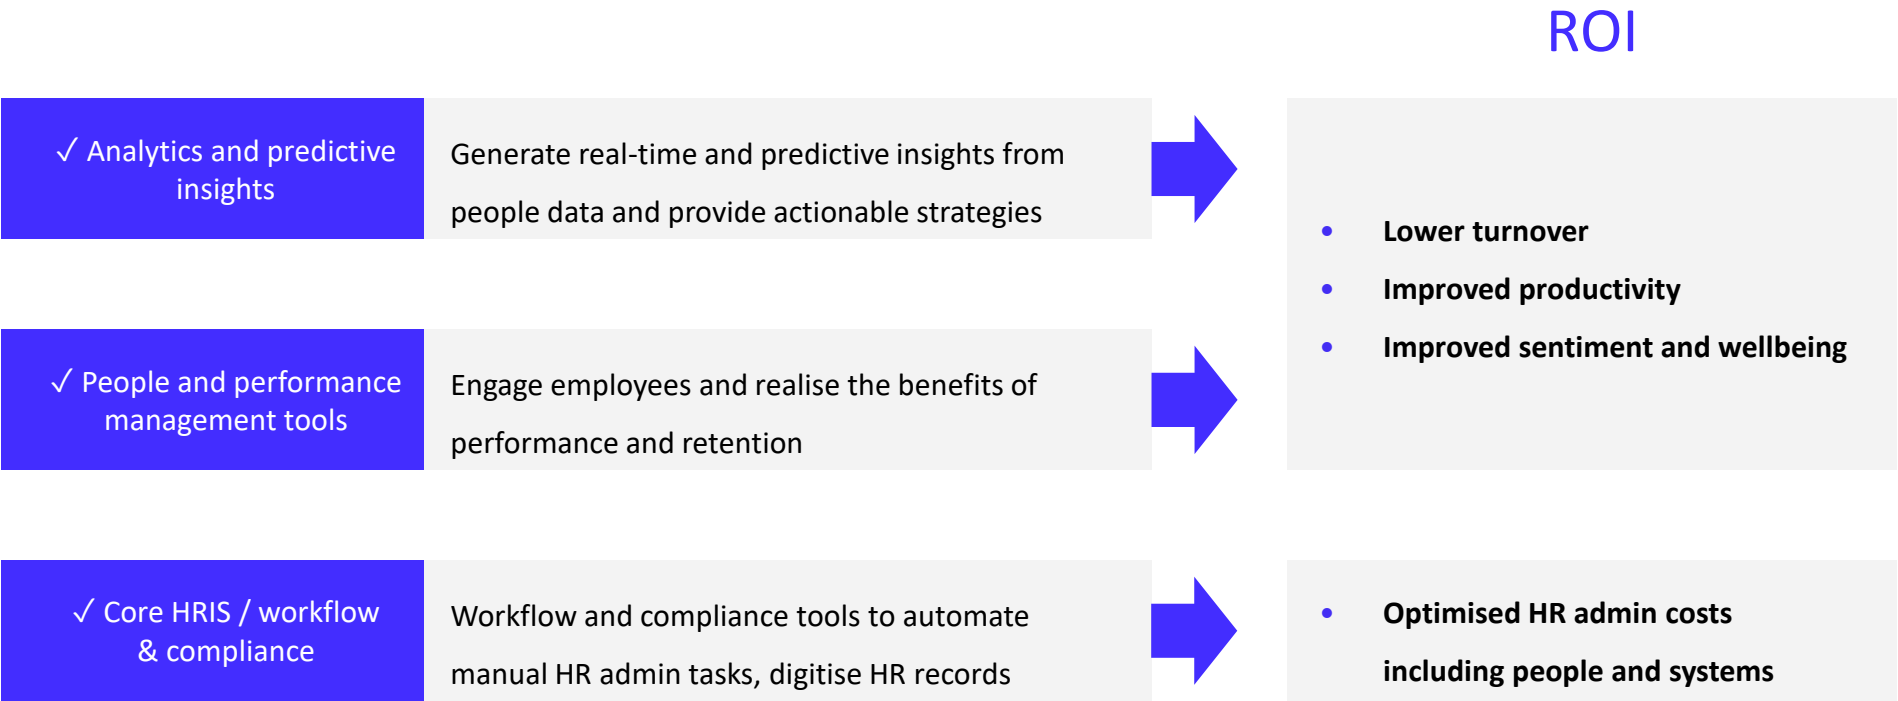 ROI
✓ Analytics and predictive
insights
Generate real-time and predictive insights from
people data and provide actionable strategies
✓ People and performance
management tools
Engage employees and realise the benefits of
performance and retention
• Lower turnover
• Improved productivity
• Improved sentiment and wellbeing
✓ Core HRIS / workflow
& compliance
Workflow and compliance tools to automate
manual HR admin tasks, digitise HR records
• Optimised HR admin costs
including people and systems